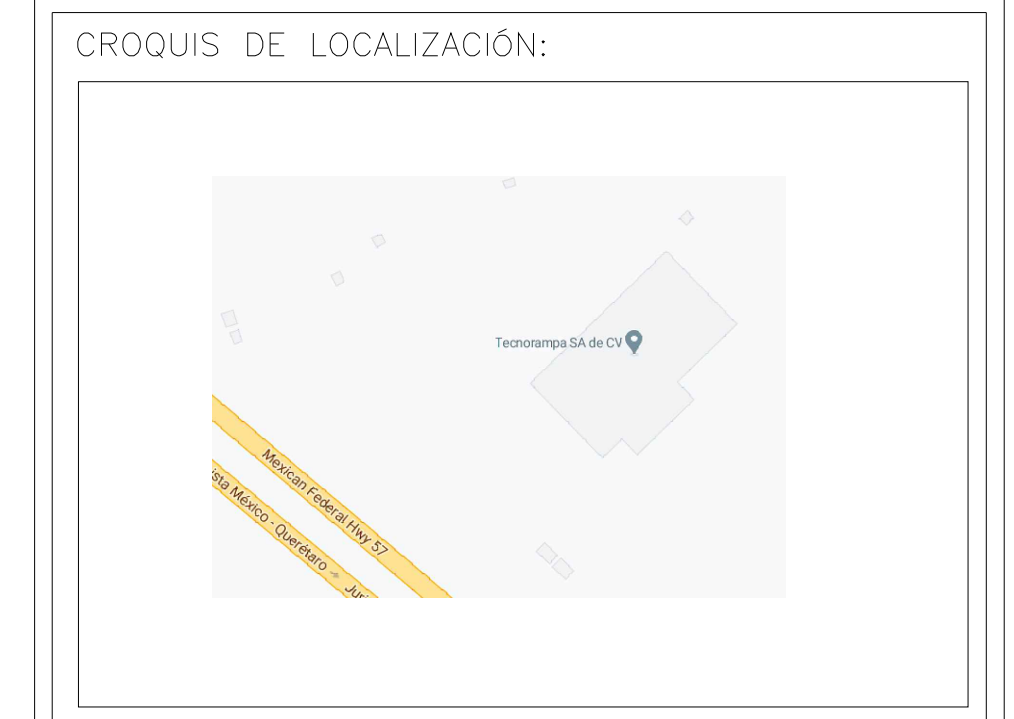 CROQUIS DE LOCALIZACIÓN:
Tecnorampa SA de CV
Mexican Federal Hwy 57
ista México - Querétaro